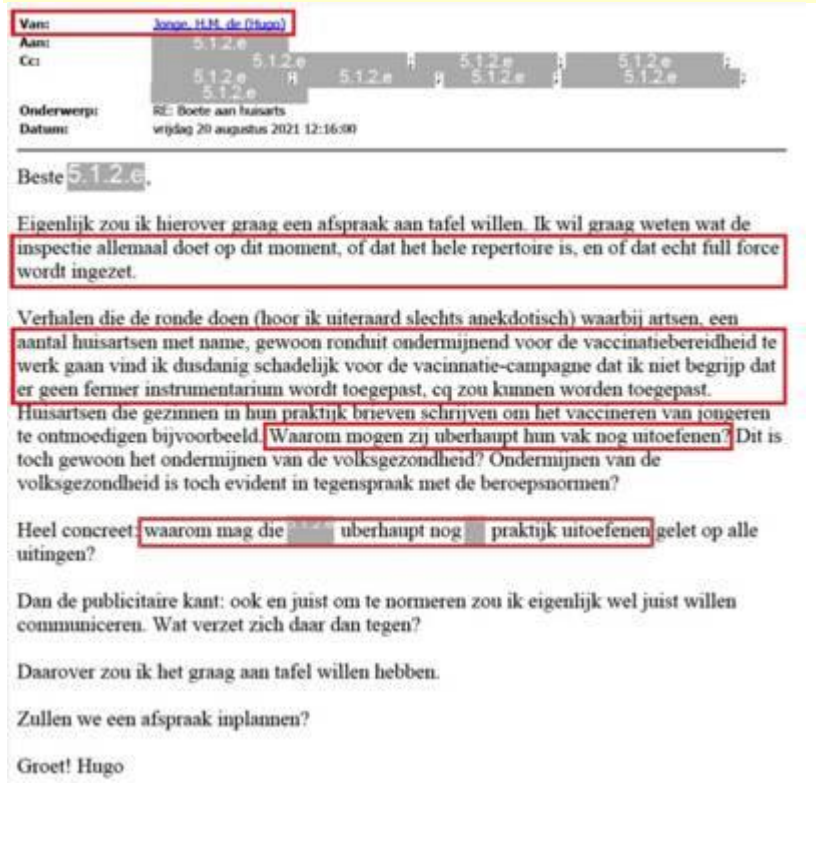 Van: Jonge, H.M. de (Hugo)
Aan: 5.1.2.e
Cc: 5.1.2.e ; 5.1.2.e ; 5.1.2.e ;
5.1.2.e ; 5.1.2.e ; 5.1.2.e ; 5.1.2.e ;
5.1.2.e
Onderwerp: RE: Boete aan huisarts
Datum: vrijdag 20 augustus 2021 12:16:00
Beste 5.1.2.e,
Eigenlijk zou ik hierover graag een afspraak aan tafel willen. Ik wil graag weten wat de
inspectie allemaal doet op dit moment, of dat het hele repertoire is, en of dat echt full force
wordt ingezet.
Verhalen die de ronde doen (hoor ik uiteraard slechts anekdotisch) waarbij artsen, een
aantal huisartsen met name, gewoon ronduit ondermijnend voor de vaccinatiebereidheid te
werk gaan vind ik dusdanig schadelijk voor de vacinnatie-campagne dat ik niet begrijp dat
er geen fermer instrumentarium wordt toegepast, cq zou kunnen worden toegepast.
Huisartsen die gezinnen in hun praktijk brieven schrijven om het vaccineren van jongeren
te ontmoedigen bijvoorbeeld. Waarom mogen zij uberhaupt hun vak nog uitoefenen? Dit is
toch gewoon het ondermijnen van de volksgezondheid? Ondermijnen van de
volksgezondheid is toch evident in tegenspraak met de beroepsnormen?
Heel concreet: waarom mag die 5.1.2.e uberhaupt nog praktijk uitoefenen gelet op alle
uitingen?
Dan de publicitaire kant: ook en juist om te normeren zou ik eigenlijk wel juist willen
communiceren. Wat verzet zich daar dan tegen?
Daarover zou ik het graag aan tafel willen hebben.
Zullen we een afspraak inplannen?
Groet! Hugo